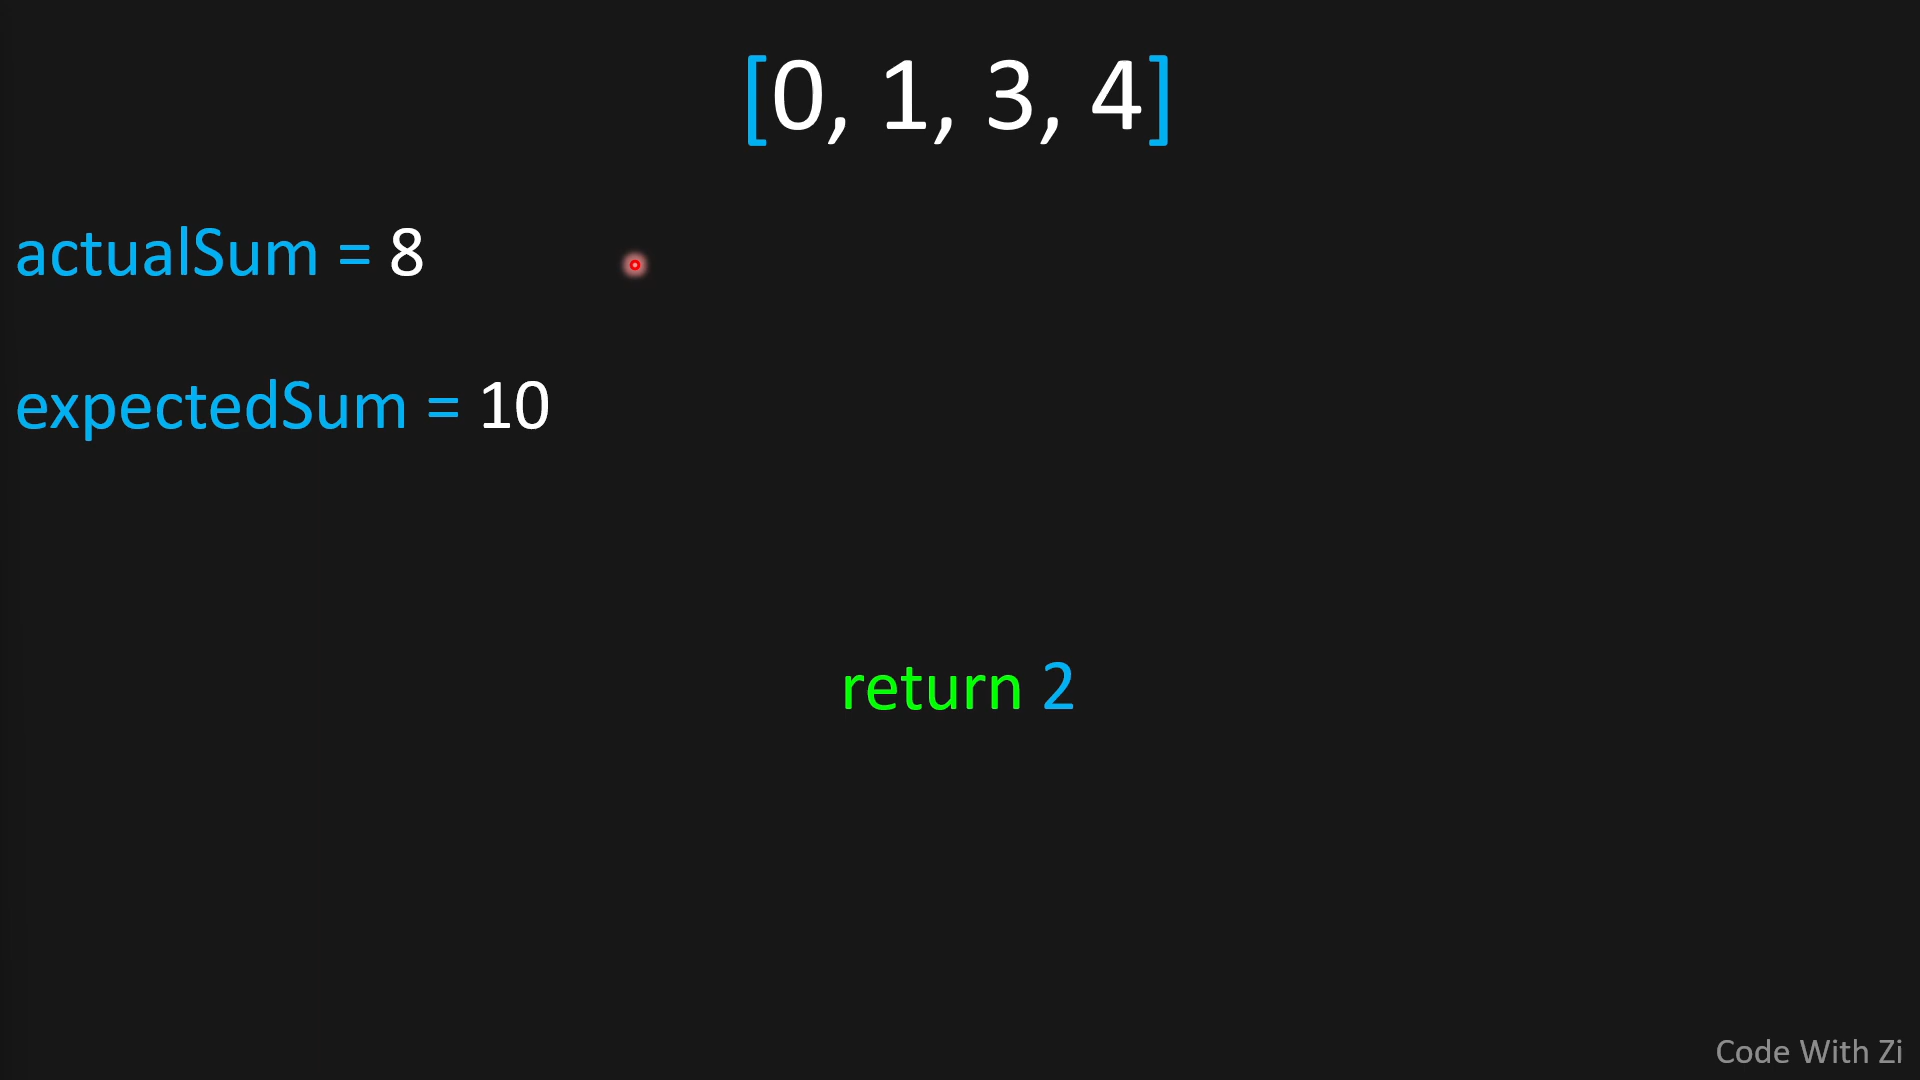 [0, 1, 3, 4]
actualSum = 8
expectedSum = 10
return 2
Code With Zi